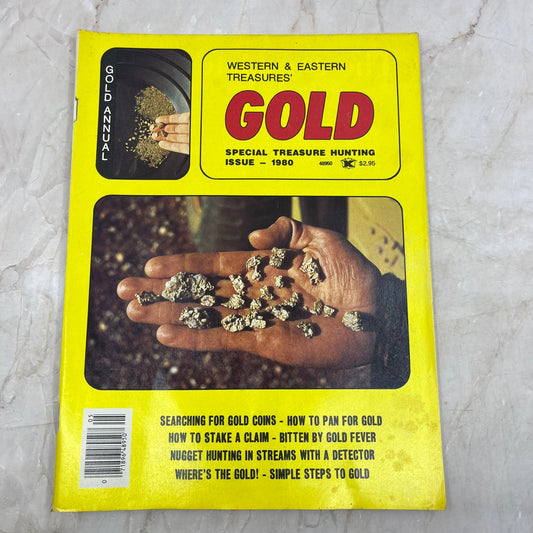 GOLD ANNUAL
WESTERN & EASTERN
TREASURES'
GOLD
SPECIAL TREASURE HUNTING
ISSUE – 1980 48950 $2.95
SEARCHING FOR GOLD COINS - HOW TO PAN FOR GOLD
HOW TO STAKE A CLAIM - BITTEN BY GOLD FEVER
NUGGET HUNTING IN STREAMS WITH A DETECTOR
WHERE'S THE GOLD! - SIMPLE STEPS TO GOLD